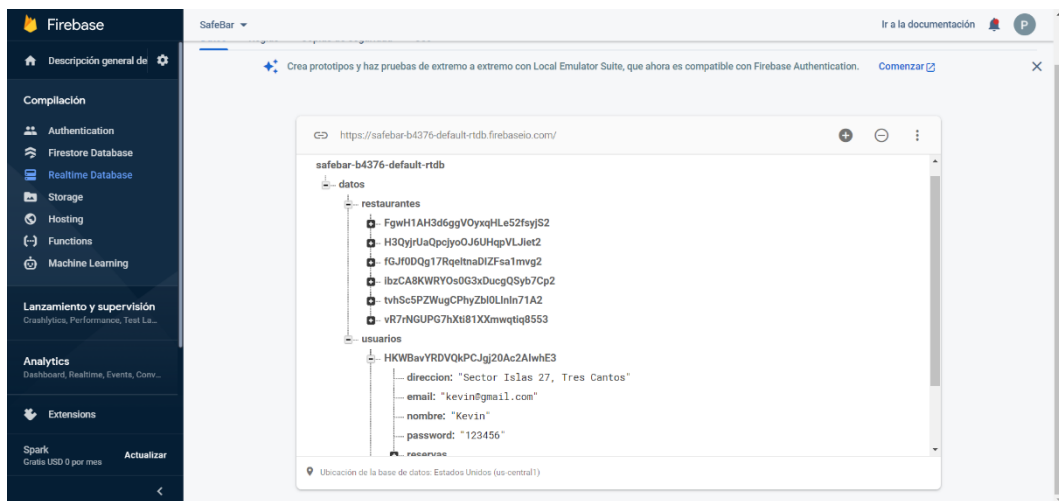 Firebase
SafeBar
Ir a la documentación
P
Descripción general de
Crea prototipos y haz pruebas de extremo a extremo con Local Emulator Suite, que ahora es compatible con Firebase Authentication. Comenzar
Compilación
Authentication
Firestore Database
Realtime Database
Storage
Hosting
Functions
Machine Learning
Lanzamiento y supervisión
Crashlytics, Performance, Test La...
Analytics
Dashboard, Realtime, Events, Conv...
Extensions
Spark
Gratis USD 0 por mes
Actualizar
https://safebar-b4376-default-rtdb.firebaseio.com/
safebar-b4376-default-rtdb
datos
restaurantes
FgwH1AH3d6ggVOyxqHLe52fsyjS2
H3QyjrUaQpcjyoOJ6UHqpVLJiet2
fGJf0DQg17RqeltnaDIZFsa1mvg2
ibzCA8KWRYOs0G3xDucgQSyb7Cp2
tvhSc5PZWugCPhyZbI0LlnIn71A2
vR7rNGUPG7hXti81XXmwqtiq8553
usuarios
HKWBavYRDVQkPCJgj20Ac2AIwhE3
direccion: "Sector Islas 27, Tres Cantos"
email: "kevin@gmail.com"
nombre: "Kevin"
password: "123456"
reservas
Ubicación de la base de datos: Estados Unidos (us-central1)